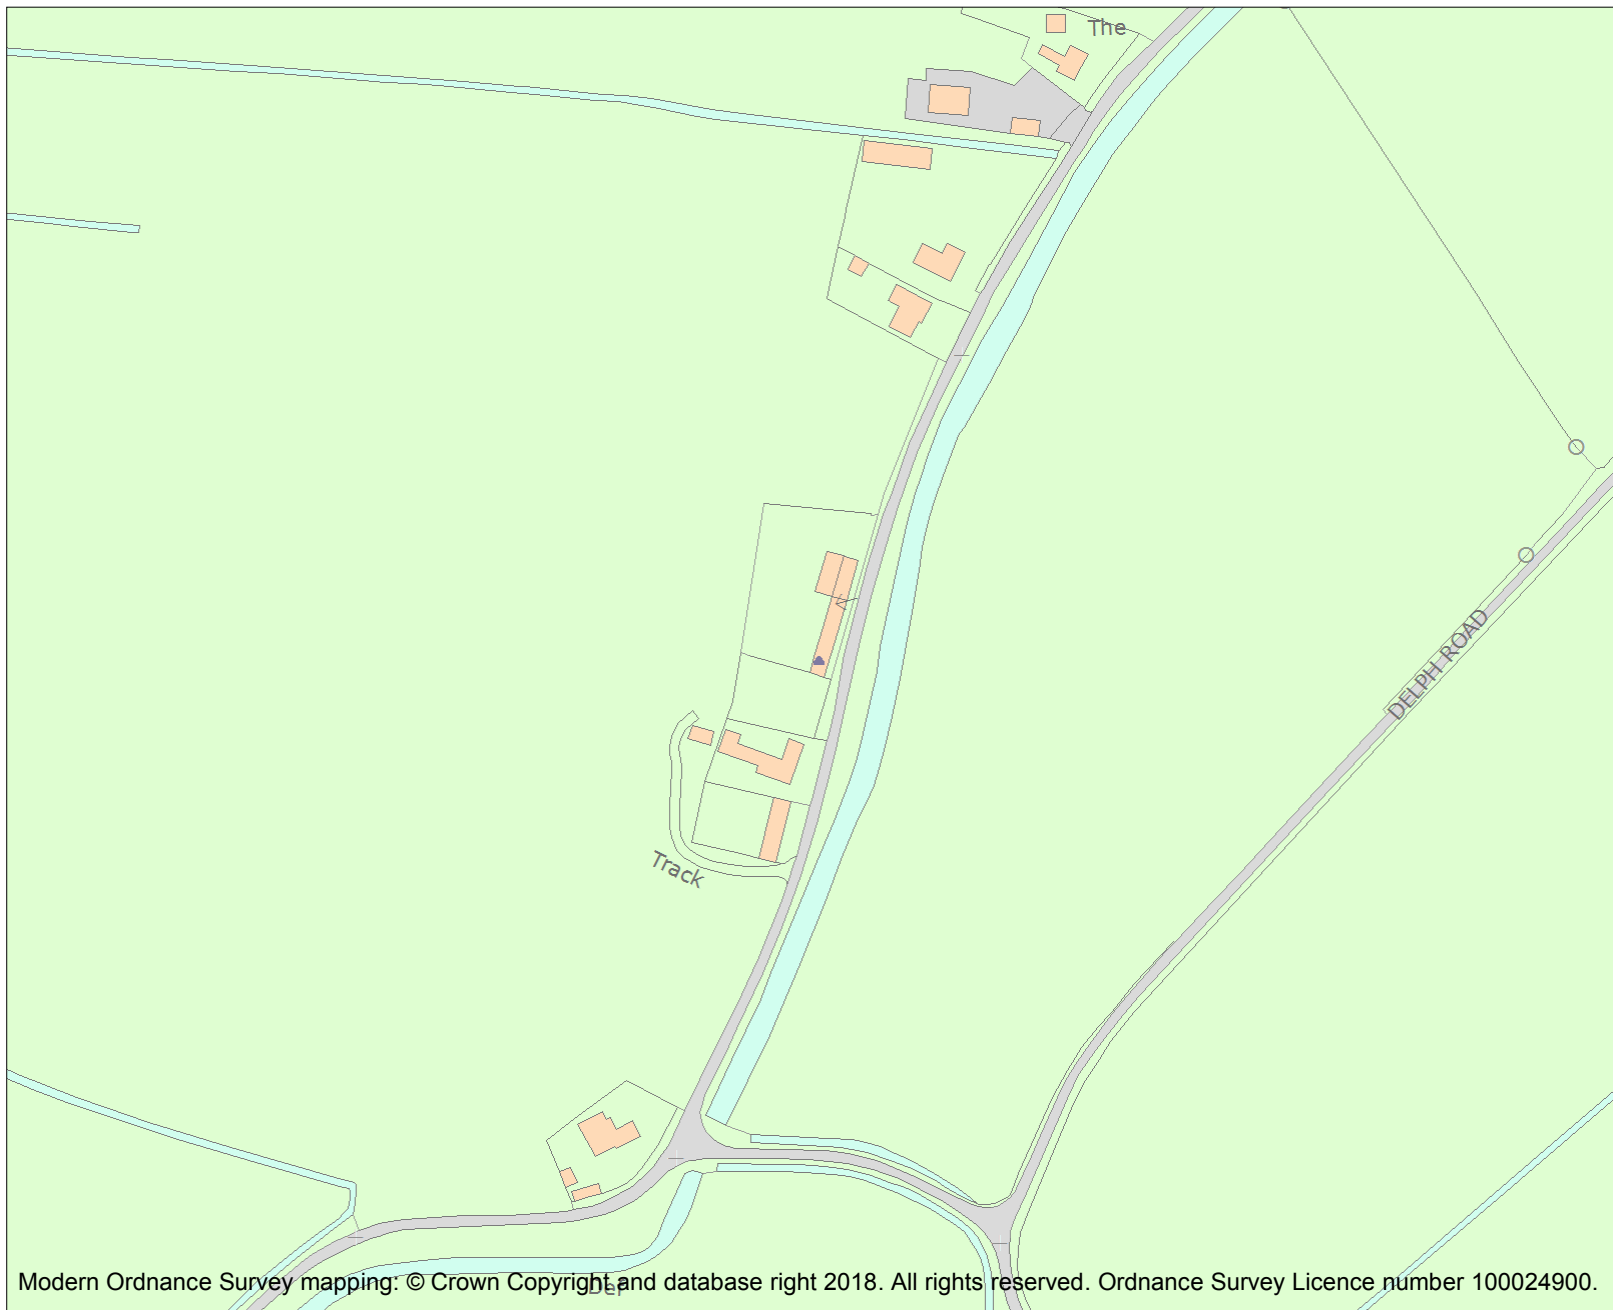 The
DELPH ROAD
Track
Der
Modern Ordnance Survey mapping: © Crown Copyright and database right 2018. All rights reserved. Ordnance Survey Licence number 100024900.